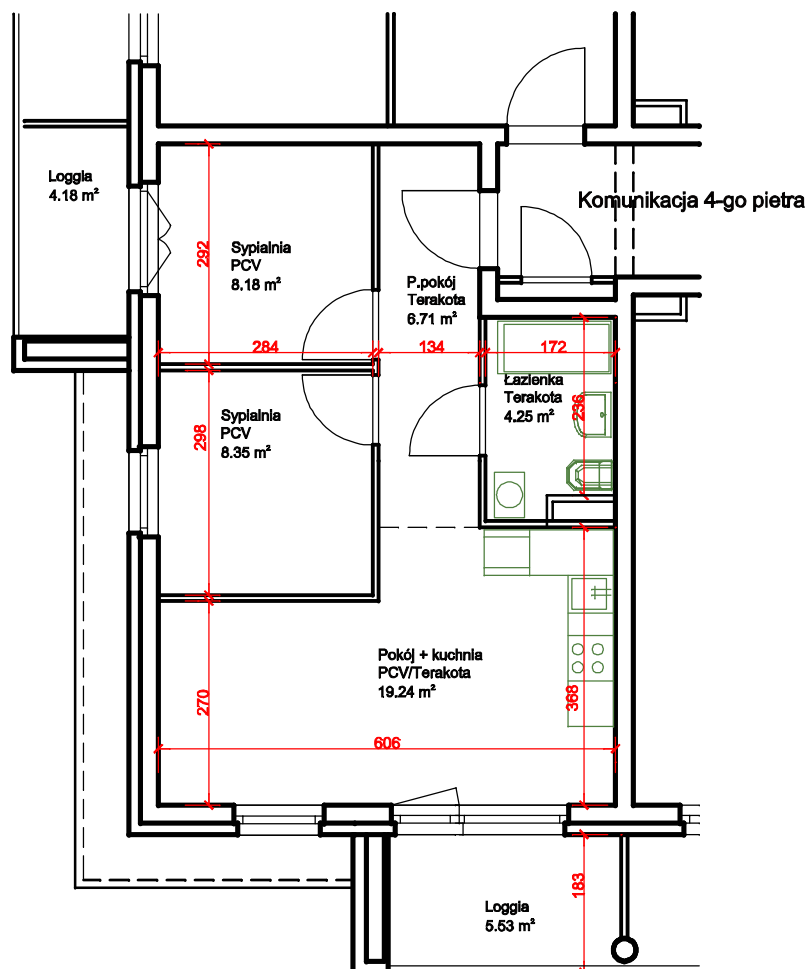 Loggia
4.18 m²
Komunikacja 4-go pietra
292
Sypialnia
PCV
8.18 m²
P.pokój
Terakota
6.71 m²
284
134
172
Łazienka
Terakota
4.25 m²
236
Sypialnia
PCV
8.35 m²
298
Pokój + kuchnia
PCV/Terakota
19.24 m²
270
368
606
183
Loggia
5.53 m²